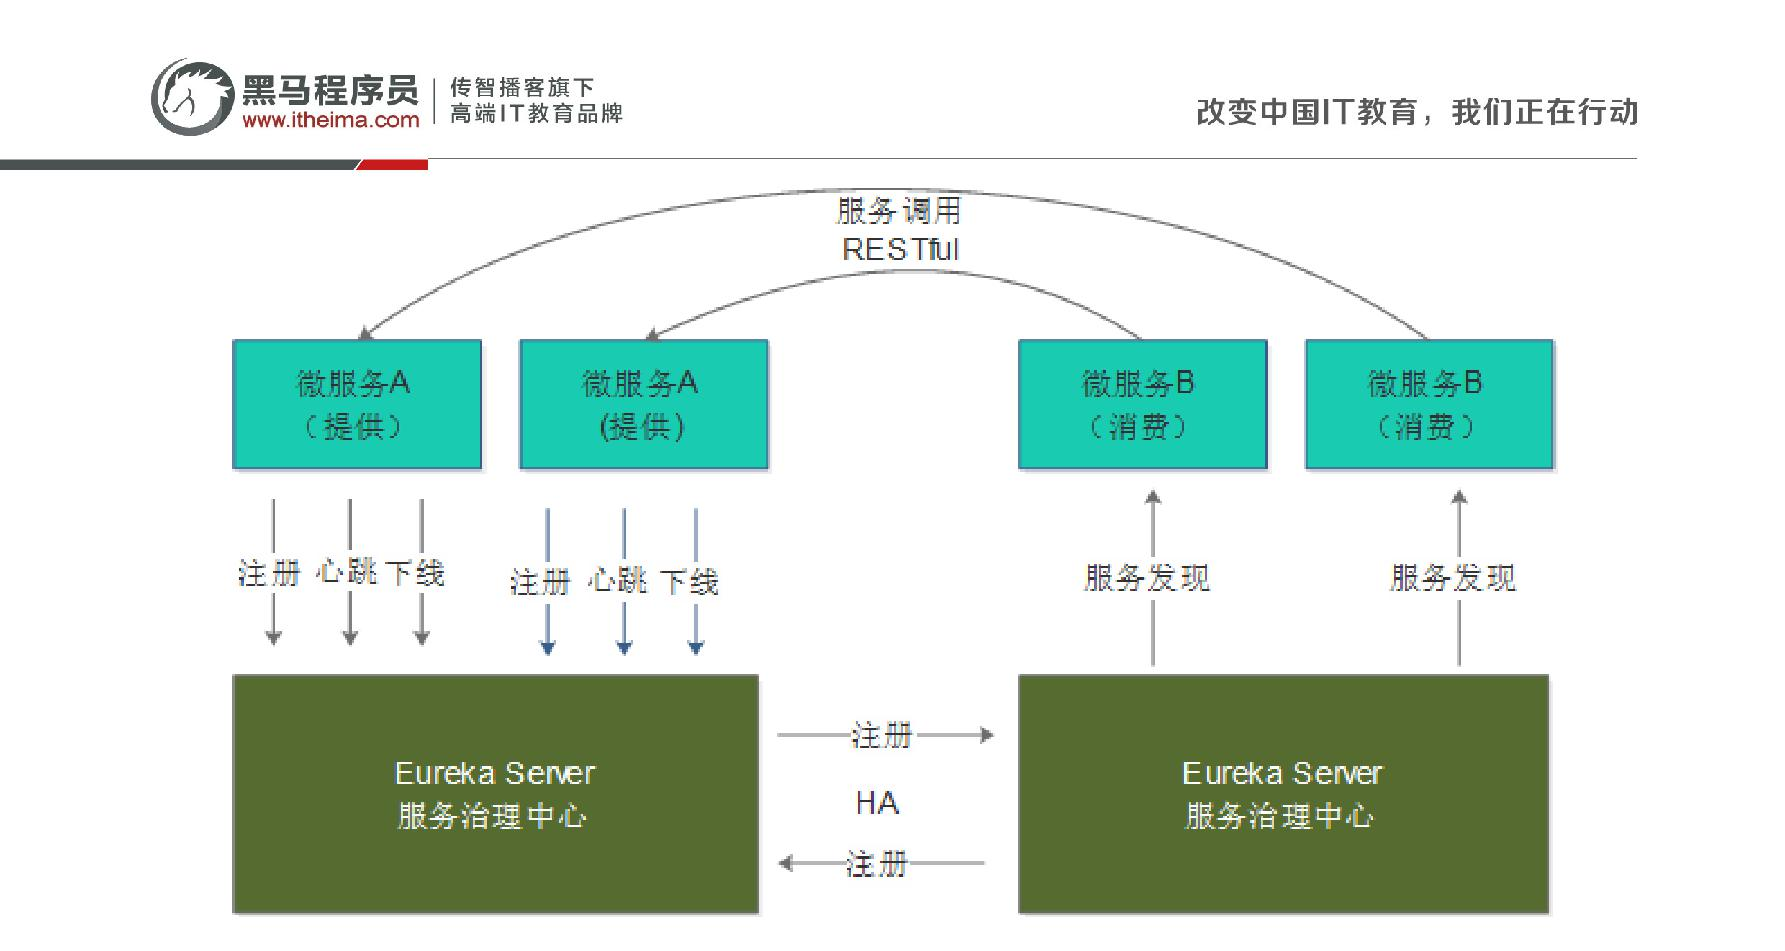 黑马程序员
www.itheima.com
传智播客旗下
高端IT教育品牌
改变中国IT教育，我们正在行动
服务调用
RESTful
微服务A
（提供）
微服务A
(提供)
微服务B
（消费）
微服务B
（消费）
注册 心跳 下线
注册 心跳 下线
服务发现
服务发现
Eureka Server
服务治理中心
注册
HA
注册
Eureka Server
服务治理中心